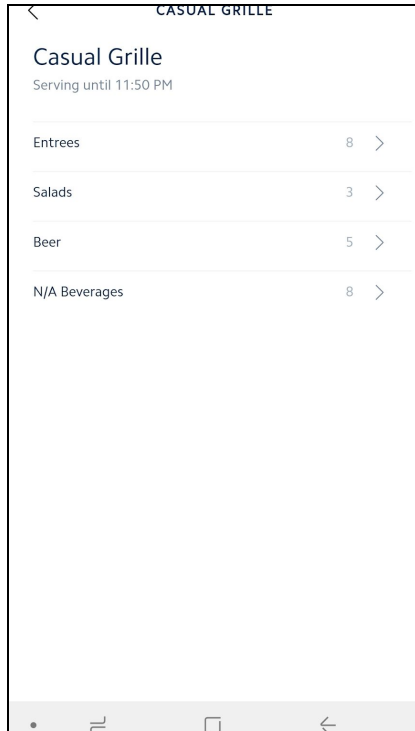 CASUAL GRILLE
Casual Grille
Serving until 11:50 PM
Entrees 8
Salads 3
Beer 5
N/A Beverages 8